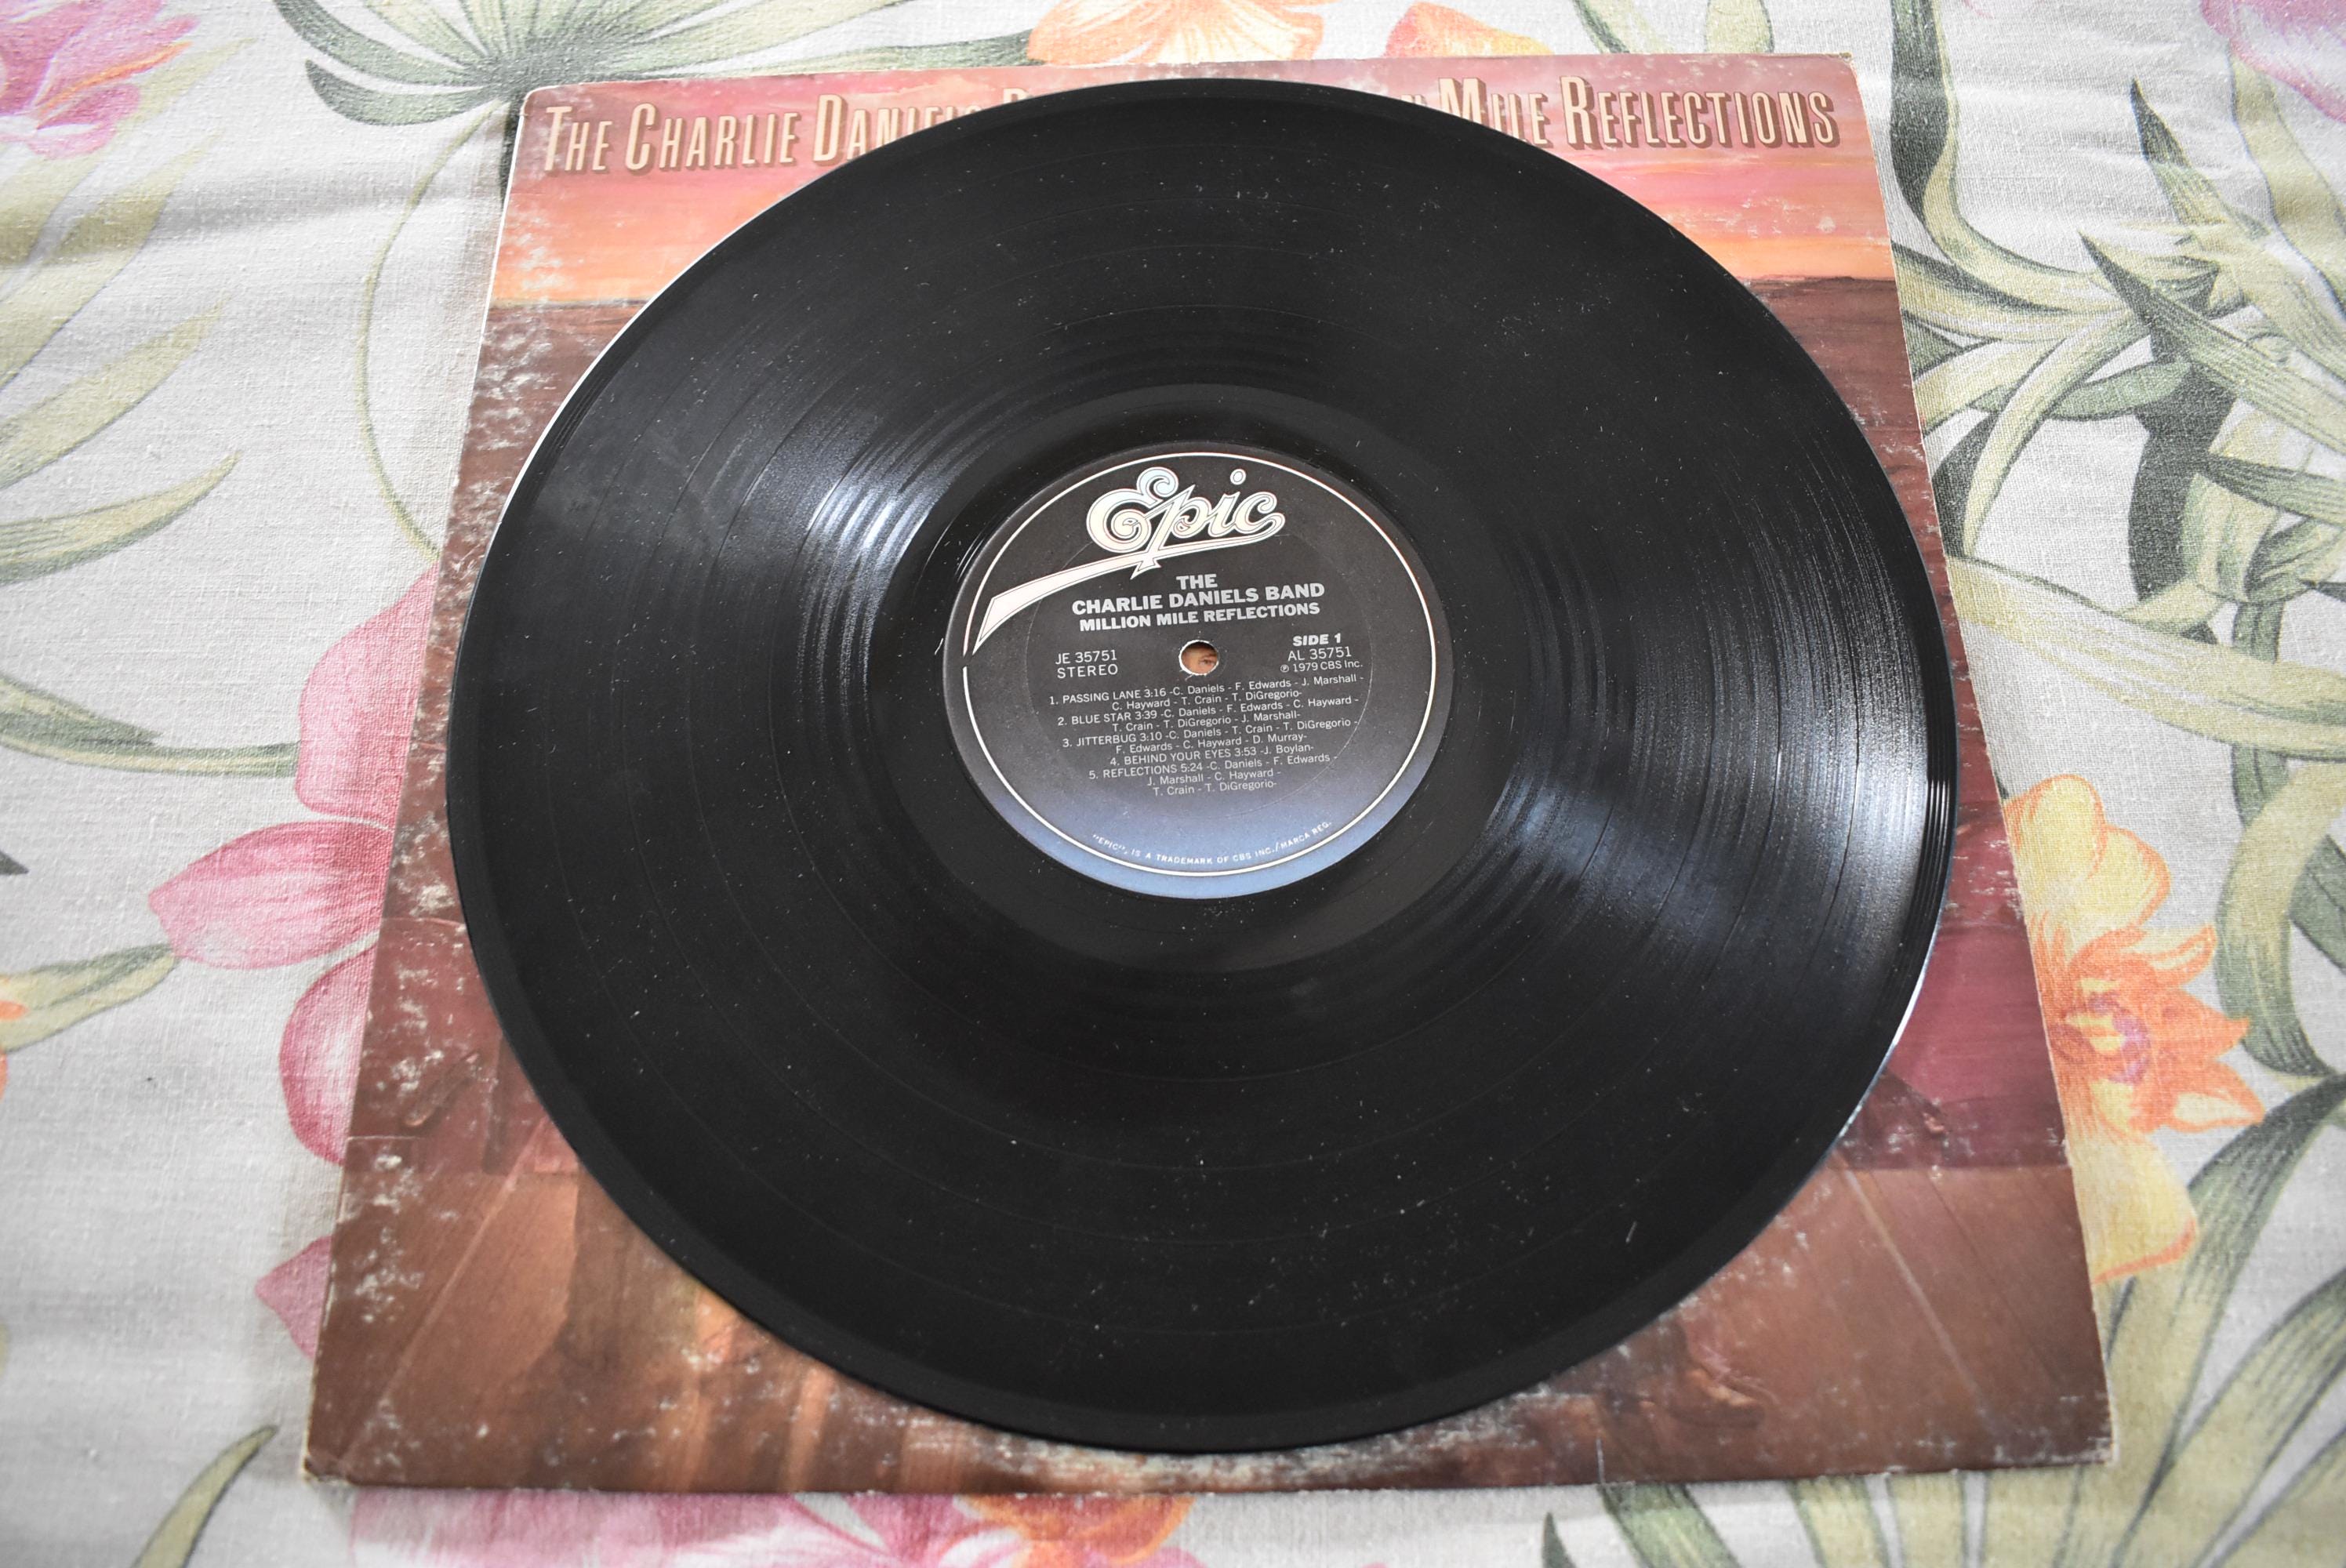 THE CHARLIE DANIELS MILE REFLECTIONS
Epic
THE
CHARLIE DANIELS BAND
MILLION MILE REFLECTIONS
SIDE 1
JE 35751
AL 35751
STEREO
℗ 1979 CBS Inc.
1. PASSING LANE 3:16 -C. Daniels - F. Edwards - J. Marshall -
C. Hayward - T. Crain - T. DiGregorio-
2. BLUE STAR 3:39 -C. Daniels - F. Edwards - C. Hayward -
T. Crain - T. DiGregorio - J. Marshall-
3. JITTERBUG 3:10 -C. Daniels - T. Crain - T. DiGregorio -
F. Edwards - C. Hayward - D. Murray-
4. BEHIND YOUR EYES 3:53 -J. Boylan-
5. REFLECTIONS 5:24 -C. Daniels - F. Edwards -
J. Marshall - C. Hayward -
T. Crain - T. DiGregorio-
"EPIC", IS A TRADEMARK OF CBS INC./MARCA REG.